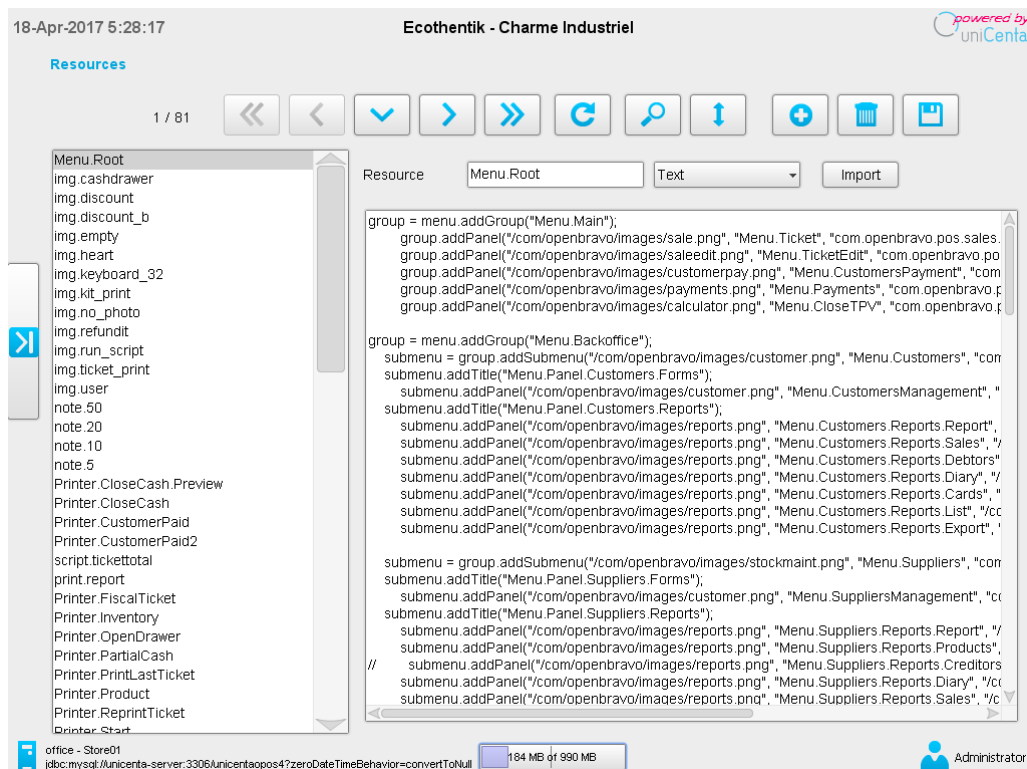 18-Apr-2017 5:28:17
Ecothentik - Charme Industriel
powered by
uniCenta
Resources
1 / 81
Menu.Root
img.cashdrawer
img.discount
img.discount_b
img.empty
img.heart
img.keyboard_32
img.kit_print
img.no_photo
img.refundit
img.run_script
img.ticket_print
img.user
note.50
note.20
note.10
note.5
Printer.CloseCash.Preview
Printer.CloseCash
Printer.CustomerPaid
Printer.CustomerPaid2
script.tickettotal
print.report
Printer.FiscalTicket
Printer.Inventory
Printer.OpenDrawer
Printer.PartialCash
Printer.PrintLastTicket
Printer.Product
Printer.ReprintTicket
Printer.Start
Resource
Menu.Root
Text
Import
group = menu.addGroup("Menu.Main");
group.addPanel("/com/openbravo/images/sale.png", "Menu.Ticket", "com.openbravo.pos.sales.
group.addPanel("/com/openbravo/images/saleedit.png", "Menu.TicketEdit", "com.openbravo.po
group.addPanel("/com/openbravo/images/customerpay.png", "Menu.CustomersPayment", "com
group.addPanel("/com/openbravo/images/payments.png", "Menu.Payments", "com.openbravo.p
group.addPanel("/com/openbravo/images/calculator.png", "Menu.CloseTPV", "com.openbravo.p
group = menu.addGroup("Menu.Backoffice");
submenu = group.addSubmenu("/com/openbravo/images/customer.png", "Menu.Customers", "com
submenu.addTitle("Menu.Panel.Customers.Forms");
submenu.addPanel("/com/openbravo/images/customer.png", "Menu.CustomersManagement", "
submenu.addTitle("Menu.Panel.Customers.Reports");
submenu.addPanel("/com/openbravo/images/reports.png", "Menu.Customers.Reports.Report",
submenu.addPanel("/com/openbravo/images/reports.png", "Menu.Customers.Reports.Sales", "/
submenu.addPanel("/com/openbravo/images/reports.png", "Menu.Customers.Reports.Debtors"
submenu.addPanel("/com/openbravo/images/reports.png", "Menu.Customers.Reports.Diary", "/
submenu.addPanel("/com/openbravo/images/reports.png", "Menu.Customers.Reports.Cards", "
submenu.addPanel("/com/openbravo/images/reports.png", "Menu.Customers.Reports.List", "/co
submenu.addPanel("/com/openbravo/images/reports.png", "Menu.Customers.Reports.Export", "
submenu = group.addSubmenu("/com/openbravo/images/stockmaint.png", "Menu.Suppliers", "com
submenu.addTitle("Menu.Panel.Suppliers.Forms");
submenu.addPanel("/com/openbravo/images/customer.png", "Menu.SuppliersManagement", "co
submenu.addTitle("Menu.Panel.Suppliers.Reports");
submenu.addPanel("/com/openbravo/images/reports.png", "Menu.Suppliers.Reports.Report", "/
submenu.addPanel("/com/openbravo/images/reports.png", "Menu.Suppliers.Reports.Products",
// submenu.addPanel("/com/openbravo/images/reports.png", "Menu.Suppliers.Reports.Creditors
submenu.addPanel("/com/openbravo/images/reports.png", "Menu.Suppliers.Reports.Diary", "/co
submenu.addPanel("/com/openbravo/images/reports.png", "Menu.Suppliers.Reports.Sales", "/c
office - Store01
jdbc:mysql://unicenta-server:3306/unicentaopos4?zeroDateTimeBehavior=convertToNull
184 MB of 990 MB
Administrator